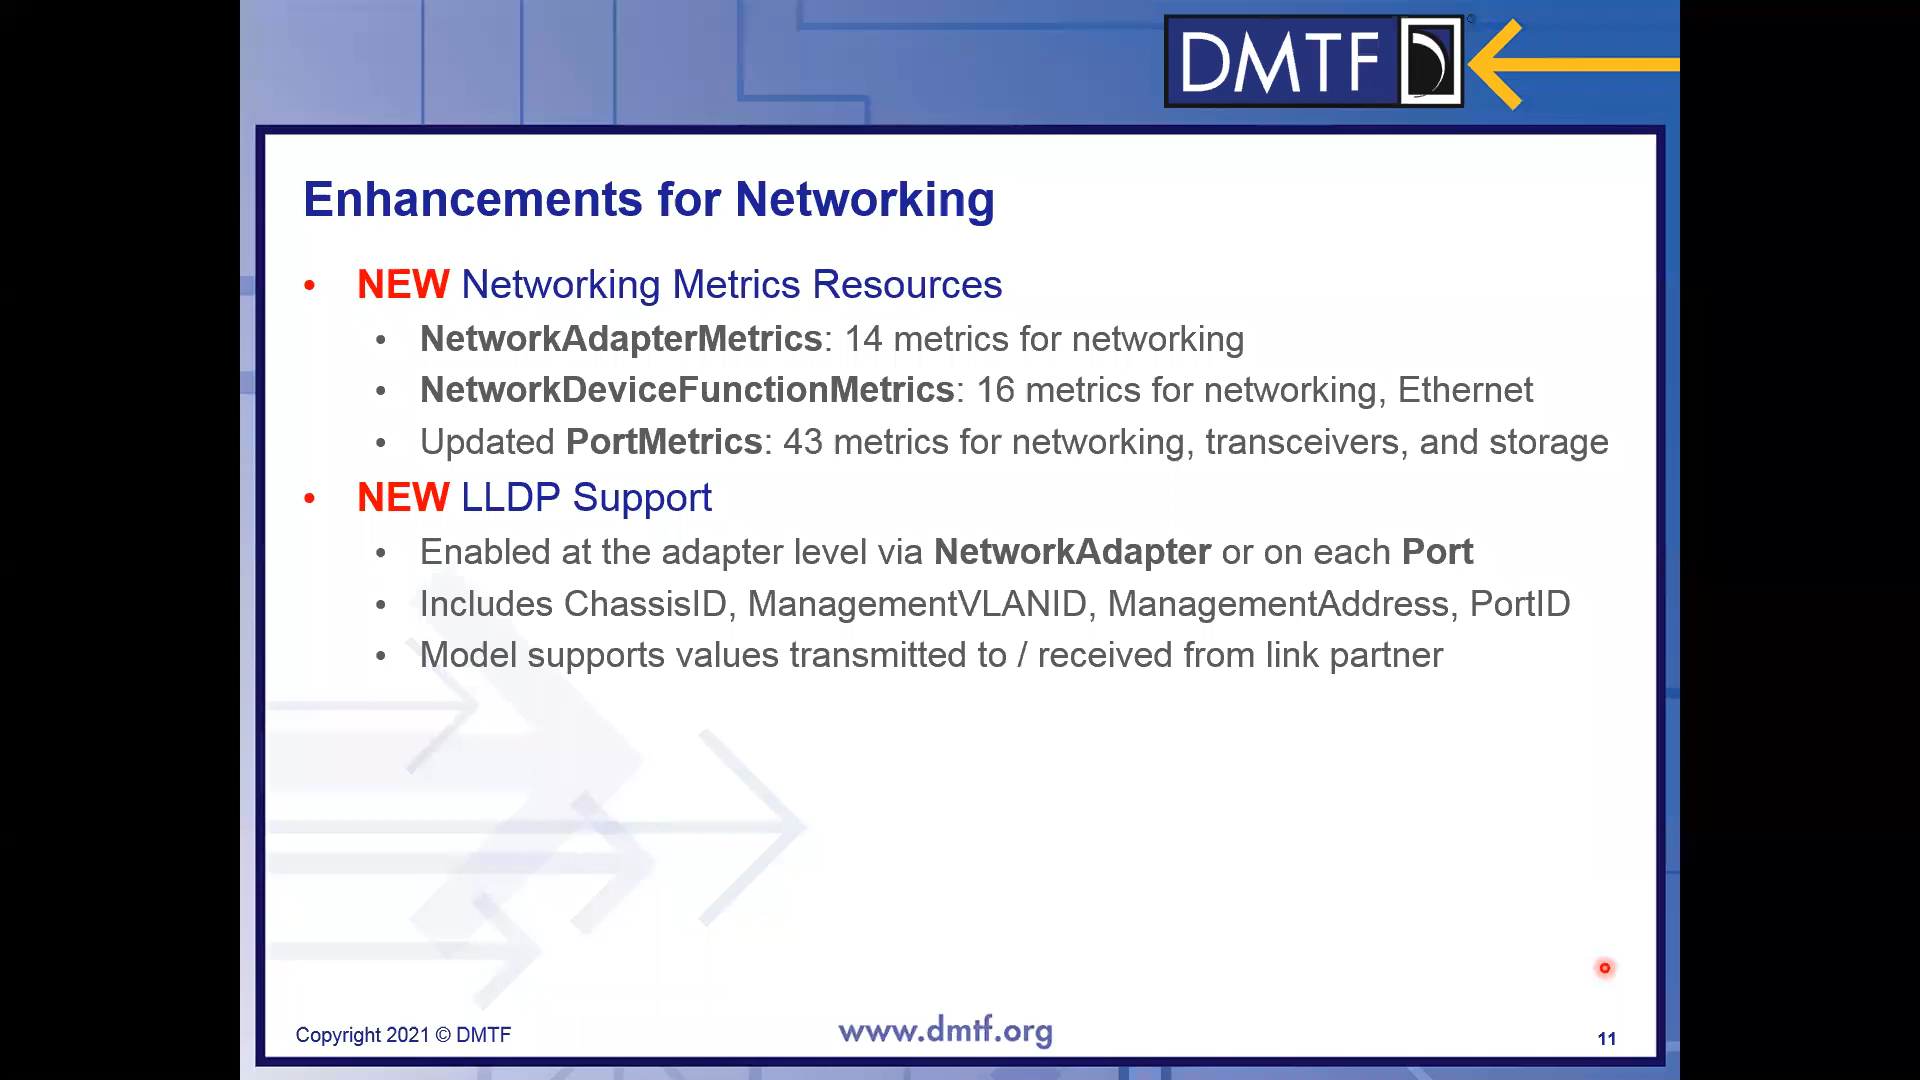 DMTF
Enhancements for Networking
• NEW Networking Metrics Resources
• NetworkAdapterMetrics: 14 metrics for networking
• NetworkDeviceFunctionMetrics: 16 metrics for networking, Ethernet
• Updated PortMetrics: 43 metrics for networking, transceivers, and storage
• NEW LLDP Support
• Enabled at the adapter level via NetworkAdapter or on each Port
• Includes ChassisID, ManagementVLANID, ManagementAddress, PortID
• Model supports values transmitted to / received from link partner
Copyright 2021 © DMTF
www.dmtf.org
11